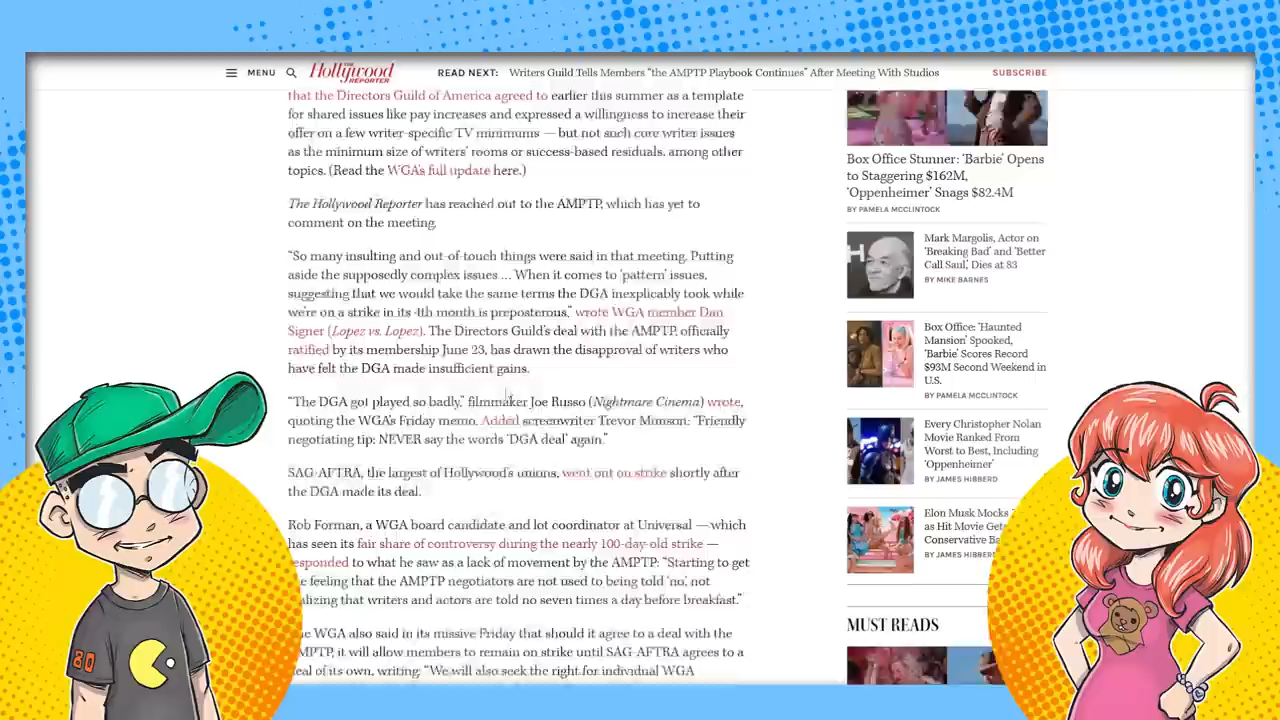 MENU
THE
Hollywood
REPORTER
READ NEXT: Writers Guild Tells Members "the AMPTP Playbook Continues" After Meeting With Studios
SUBSCRIBE
that the Directors Guild of America agreed to earlier this summer as a template
for shared issues like pay increases and expressed a willingness to increase their
offer on a few writer-specific TV minimums — but not such core writer issues
as the minimum size of writers' rooms or success-based residuals, among other
topics. (Read the WGA's full update here.)
The Hollywood Reporter has reached out to the AMPTP, which has yet to
comment on the meeting.
"So many insulting and out-of-touch things were said in that meeting. Putting
aside the supposedly complex issues … When it comes to 'pattern' issues,
suggesting that we would take the same terms the DGA inexplicably took while
we're on a strike in its 4th month is preposterous," wrote WGA member Dan
Signer (Lopez vs. Lopez). The Directors Guild's deal with the AMPTP, officially
ratified by its membership June 23, has drawn the disapproval of writers who
have felt the DGA made insufficient gains.
"The DGA got played so badly," filmmaker Joe Russo (Nightmare Cinema) wrote,
quoting the WGA's Friday memo. Added screenwriter Trevor Munson: "Friendly
negotiating tip: NEVER say the words 'DGA deal' again."
SAG-AFTRA, the largest of Hollywood's unions, went out on strike shortly after
the DGA made its deal.
Rob Forman, a WGA board candidate and lot coordinator at Universal — which
has seen its fair share of controversy during the nearly 100-day-old strike —
esponded to what he saw as a lack of movement by the AMPTP: "Starting to get
e feeling that the AMPTP negotiators are not used to being told 'no', not
alizing that writers and actors are told no seven times a day before breakfast."
e WGA also said in its missive Friday that should it agree to a deal with the
MPTP, it will allow members to remain on strike until SAG-AFTRA agrees to a
eal of its own, writing: "We will also seek the right for individual WGA
Box Office Stunner: 'Barbie' Opens
to Staggering $162M,
'Oppenheimer' Snags $82.4M
BY PAMELA MCCLINTOCK
H
Mark Margolis, Actor on
'Breaking Bad' and 'Better
Call Saul,' Dies at 83
BY MIKE BARNES
Box Office: 'Haunted
Mansion' Spooked,
'Barbie' Scores Record
$93M Second Weekend in
U.S.
BY PAMELA MCCLINTOCK
Every Christopher Nolan
Movie Ranked From
Worst to Best, Including
'Oppenheimer'
BY JAMES HIBBERD
Elon Musk Mocks
as Hit Movie Gets
Conservative Ba
BY JAMES HIBBERD
MUST READS
80